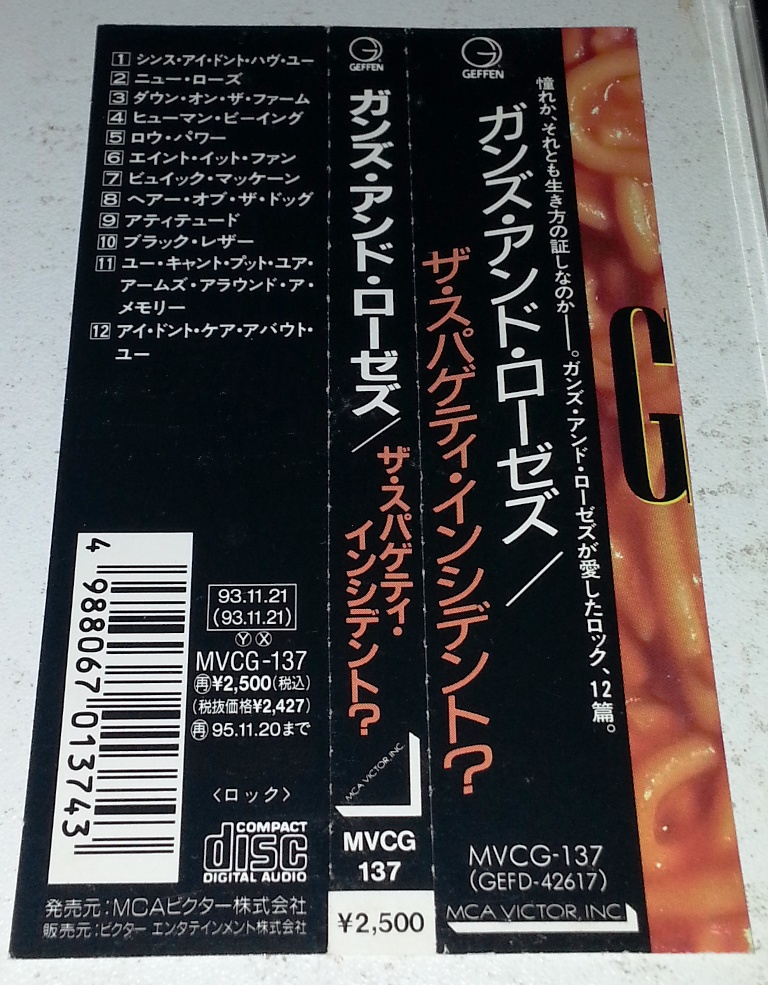 1 シンス・アイ・ドント・ハヴ・ユー
2 ニュー・ローズ
3 ダウン・オン・ザ・ファーム
4 ヒューマン・ビーイング
5 ロウ・パワー
6 エイント・イット・ファン
7 ビュイック・マッケーン
8 ヘアー・オブ・ザ・ドッグ
9 アティテュード
10 ブラック・レザー
11 ユー・キャント・プット・ユア・
アームズ・アラウンド・ア・
メモリー
12 アイ・ドント・ケア・アバウト・
ユー
4 988067 013743
93.11.21
(93.11.21)
Ⓨ Ⓧ
MVCG-137
再¥2,500(税込)
(税抜価格¥2,427)
再95.11.20まで
〈ロック〉
COMPACT
disc
DIGITAL AUDIO
発売元:MCAビクター株式会社
販売元:ビクター エンタテインメント株式会社
GEFFEN
ガンズ・アンド・ローゼズ/
ザ・スパゲティ・
インシデント?
MCA VICTOR, INC.
MVCG
137
¥2,500
GEFFEN
憧れか、それとも生き方の証しなのか——。ガンズ・アンド・ローゼズが愛したロック、12篇。
ガンズ・アンド・ローゼズ/
ザ・スパゲティ・インシデント?
MVCG-137
(GEFD-42617)
MCA VICTOR, INC.
G